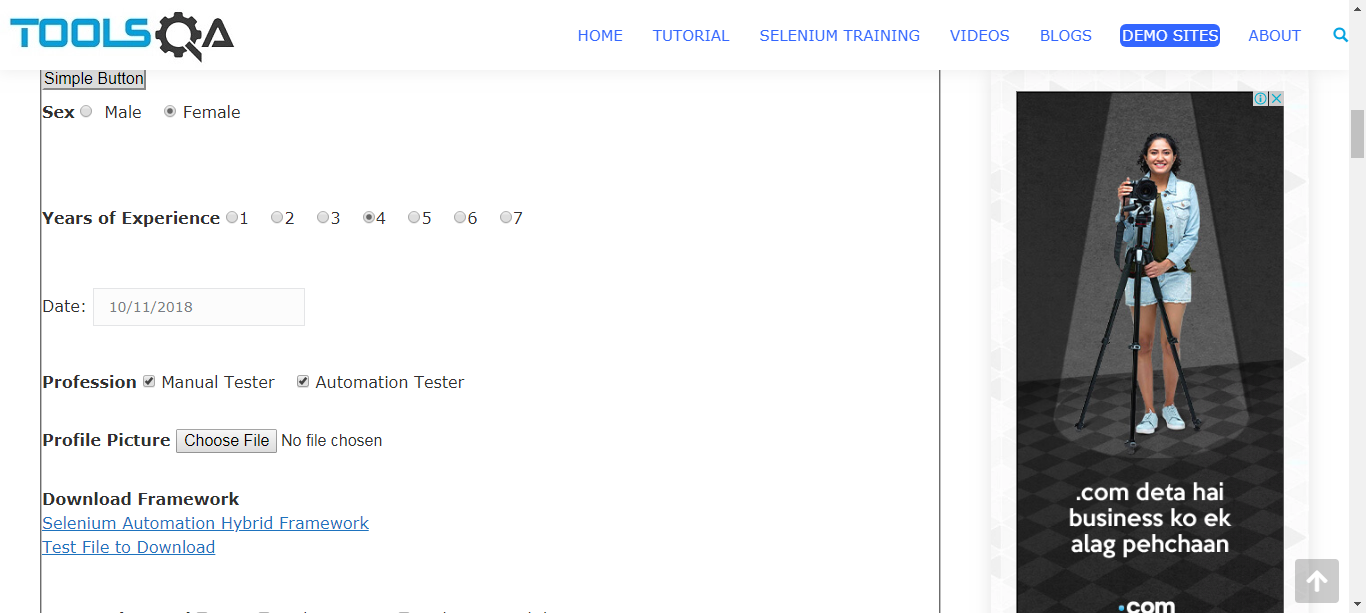 TOOLSQA
HOME TUTORIAL SELENIUM TRAINING VIDEOS BLOGS DEMO SITES ABOUT
Simple Button
Sex Male Female
Years of Experience 1 2 3 4 5 6 7
Date: 10/11/2018
Profession Manual Tester Automation Tester
Profile Picture Choose File No file chosen
Download Framework
Selenium Automation Hybrid Framework
Test File to Download
.com deta hai
business ko ek
alag pehchaan
.com